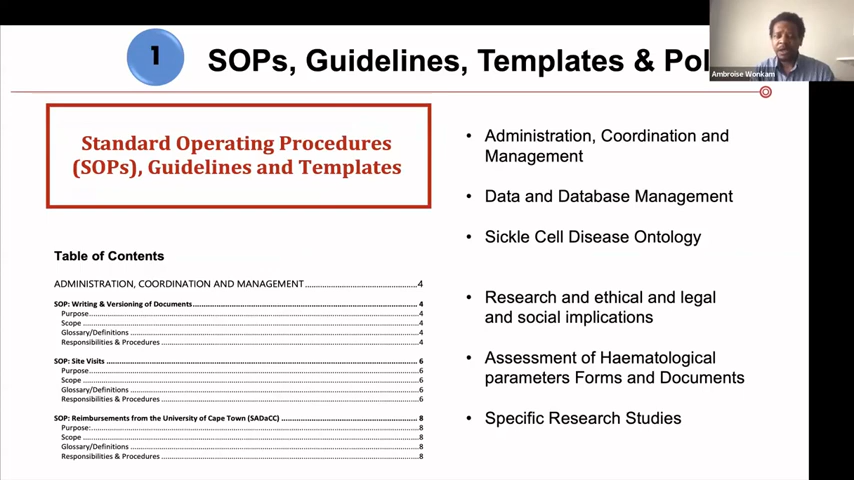 1
SOPs, Guidelines, Templates & Pol
Ambroise Wonkam
Standard Operating Procedures
(SOPs), Guidelines and Templates
Table of Contents
ADMINISTRATION, COORDINATION AND MANAGEMENT 4
SOP: Writing & Versioning of Documents 4
Purpose 4
Scope 4
Glossary/Definitions 4
Responsibilities & Procedures 4
SOP: Site Visits 6
Purpose 6
Scope 6
Glossary/Definitions 6
Responsibilities & Procedures 6
SOP: Reimbursements from the University of Cape Town (SADaCC) 8
Purpose: 8
Scope 8
Glossary/Definitions 8
Responsibilities & Procedures 8
• Administration, Coordination and
Management
• Data and Database Management
• Sickle Cell Disease Ontology
• Research and ethical and legal
and social implications
• Assessment of Haematological
parameters Forms and Documents
• Specific Research Studies